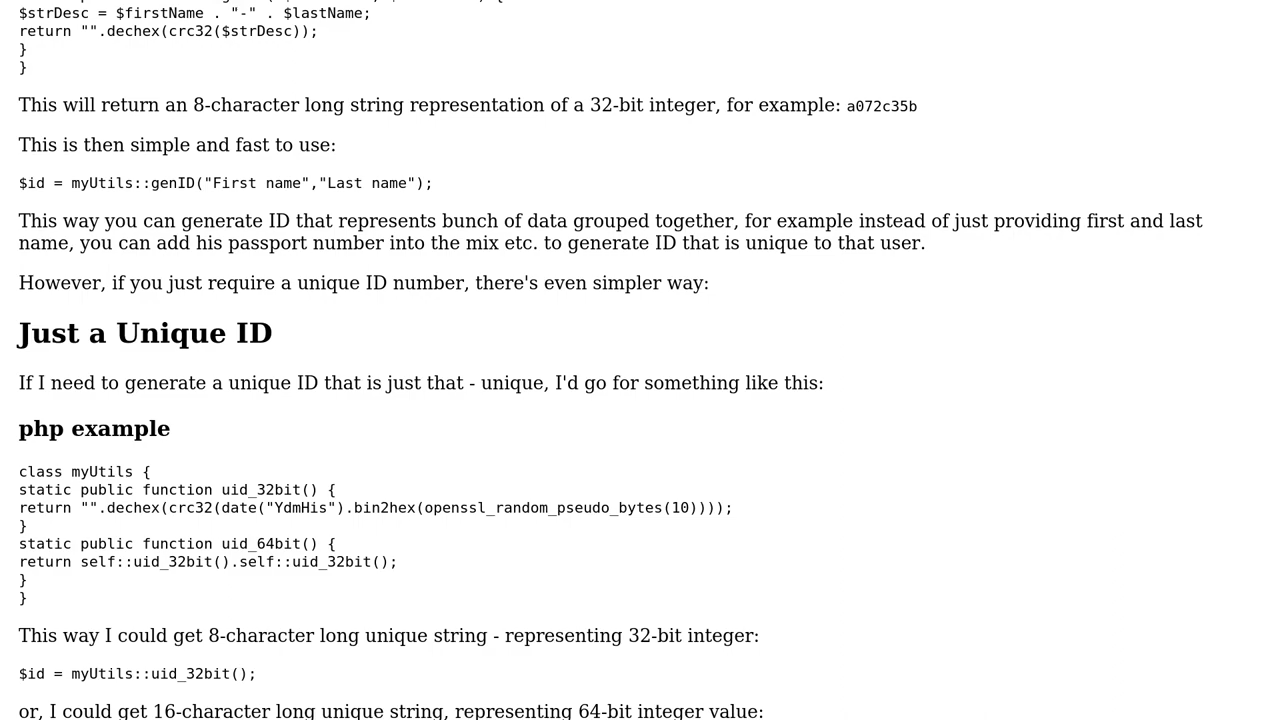 $strDesc = $firstName . "-" . $lastName;
return "".dechex(crc32($strDesc));
}
}
This will return an 8-character long string representation of a 32-bit integer, for example: a072c35b
This is then simple and fast to use:
$id = myUtils::genID("First name","Last name");
This way you can generate ID that represents bunch of data grouped together, for example instead of just providing first and last
name, you can add his passport number into the mix etc. to generate ID that is unique to that user.
However, if you just require a unique ID number, there's even simpler way:
Just a Unique ID
If I need to generate a unique ID that is just that - unique, I'd go for something like this:
php example
class myUtils {
static public function uid_32bit() {
return "".dechex(crc32(date("YdmHis").bin2hex(openssl_random_pseudo_bytes(10))));
}
static public function uid_64bit() {
return self::uid_32bit().self::uid_32bit();
}
}
This way I could get 8-character long unique string - representing 32-bit integer:
$id = myUtils::uid_32bit();
or, I could get 16-character long unique string, representing 64-bit integer value: